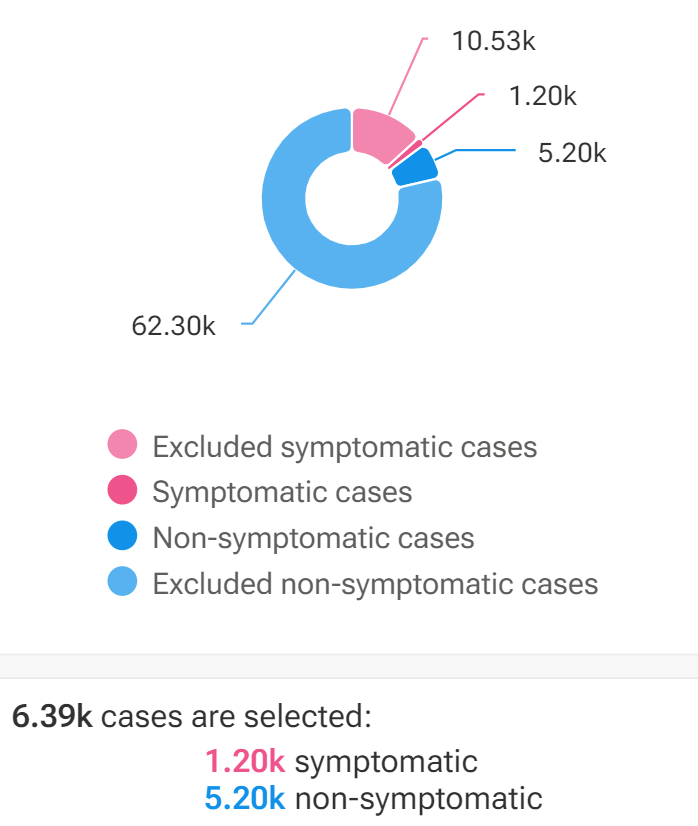 10.53k
1.20k
5.20k
62.30k
Excluded symptomatic cases
Symptomatic cases
Non-symptomatic cases
Excluded non-symptomatic cases
6.39k cases are selected:
1.20k symptomatic
5.20k non-symptomatic